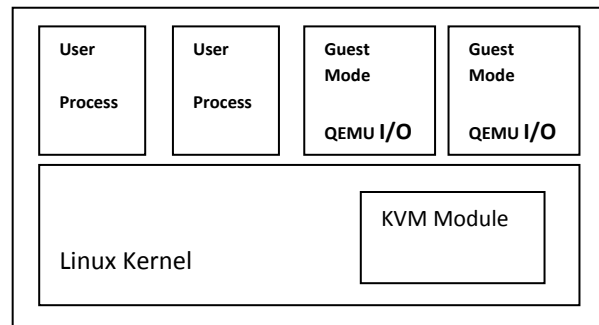 User
Process
User
Process
Guest
Mode
QEMU I/O
Guest
Mode
QEMU I/O
KVM Module
Linux Kernel